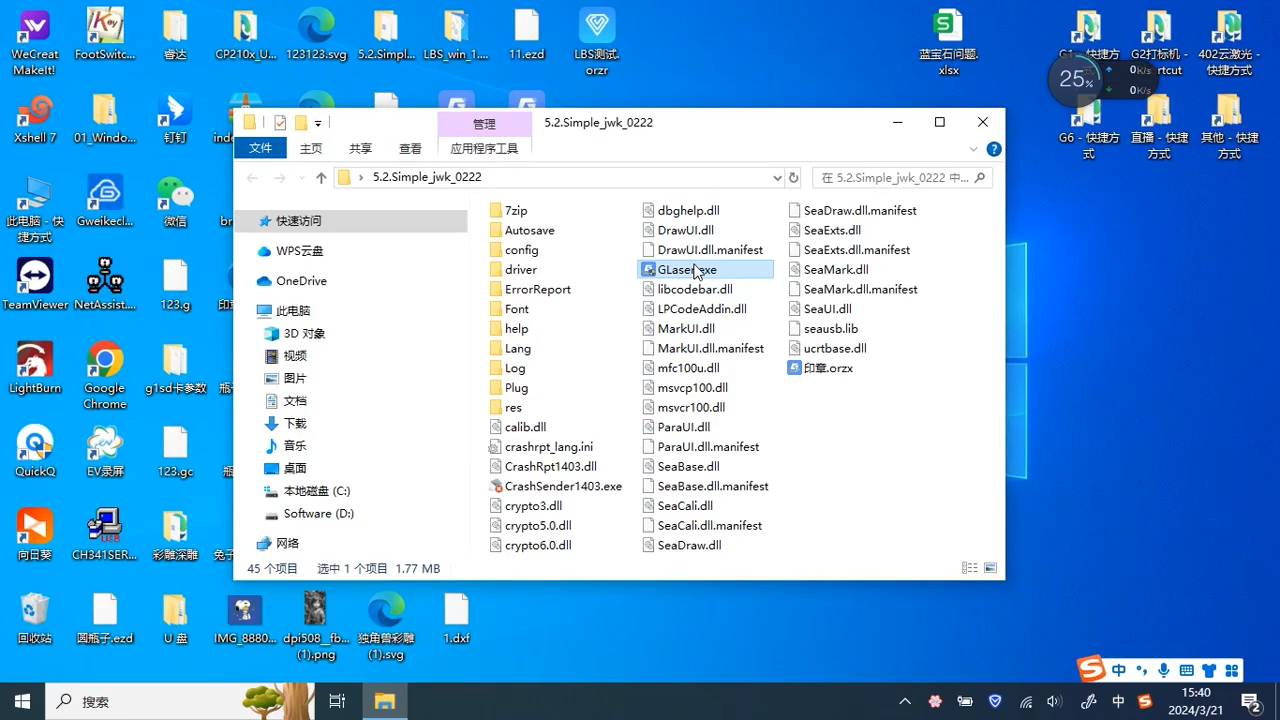 WeCreat
MakeIt!
FootSwitc...
睿达
CP210x_U...
123123.svg
5.2.Simpl...
LBS_win_1....
11.ezd
LBS测试.
orzr
蓝宝石问题.
xlsx
G2打标机 -
402云激光 -
快捷方式
25%
0K/s
0K/s
Xshell 7
01_Windo...
钉钉
G6 - 快捷方
式
直播 - 快捷
方式
其他 - 快捷
方式
此电脑 - 快
捷方式
Gweikecl...
微信
TeamViewer
NetAssist...
123.g
LightBurn
Google
Chrome
g1sd卡参数
QuickQ
EV录屏
123.gc
向日葵
CH341SER...
彩雕深雕
回收站
圆瓶子.ezd
U 盘
IMG_8880...
dpi508__fb...
(1).png
独角兽彩雕
(1).svg
1.dxf
管理
5.2.Simple_jwk_0222
文件
主页
共享
查看
应用程序工具
5.2.Simple_jwk_0222
在 5.2.Simple_jwk_0222 中...
快速访问
WPS云盘
OneDrive
此电脑
3D 对象
视频
图片
文档
下载
音乐
桌面
本地磁盘 (C:)
Software (D:)
网络
7zip
Autosave
config
driver
ErrorReport
Font
help
Lang
Log
Plug
res
calib.dll
crashrpt_lang.ini
CrashRpt1403.dll
CrashSender1403.exe
crypto3.dll
crypto5.0.dll
crypto6.0.dll
dbghelp.dll
DrawUI.dll
DrawUI.dll.manifest
GLaser.exe
libcodebar.dll
LPCodeAddin.dll
MarkUI.dll
MarkUI.dll.manifest
mfc100u.dll
msvcp100.dll
msvcr100.dll
ParaUI.dll
ParaUI.dll.manifest
SeaBase.dll
SeaBase.dll.manifest
SeaCali.dll
SeaCali.dll.manifest
SeaDraw.dll
SeaDraw.dll.manifest
SeaExts.dll
SeaExts.dll.manifest
SeaMark.dll
SeaMark.dll.manifest
SeaUI.dll
seausb.lib
ucrtbase.dll
印章.orzx
45 个项目
选中 1 个项目
1.77 MB
中
搜索
中
15:40
2024/3/21
2